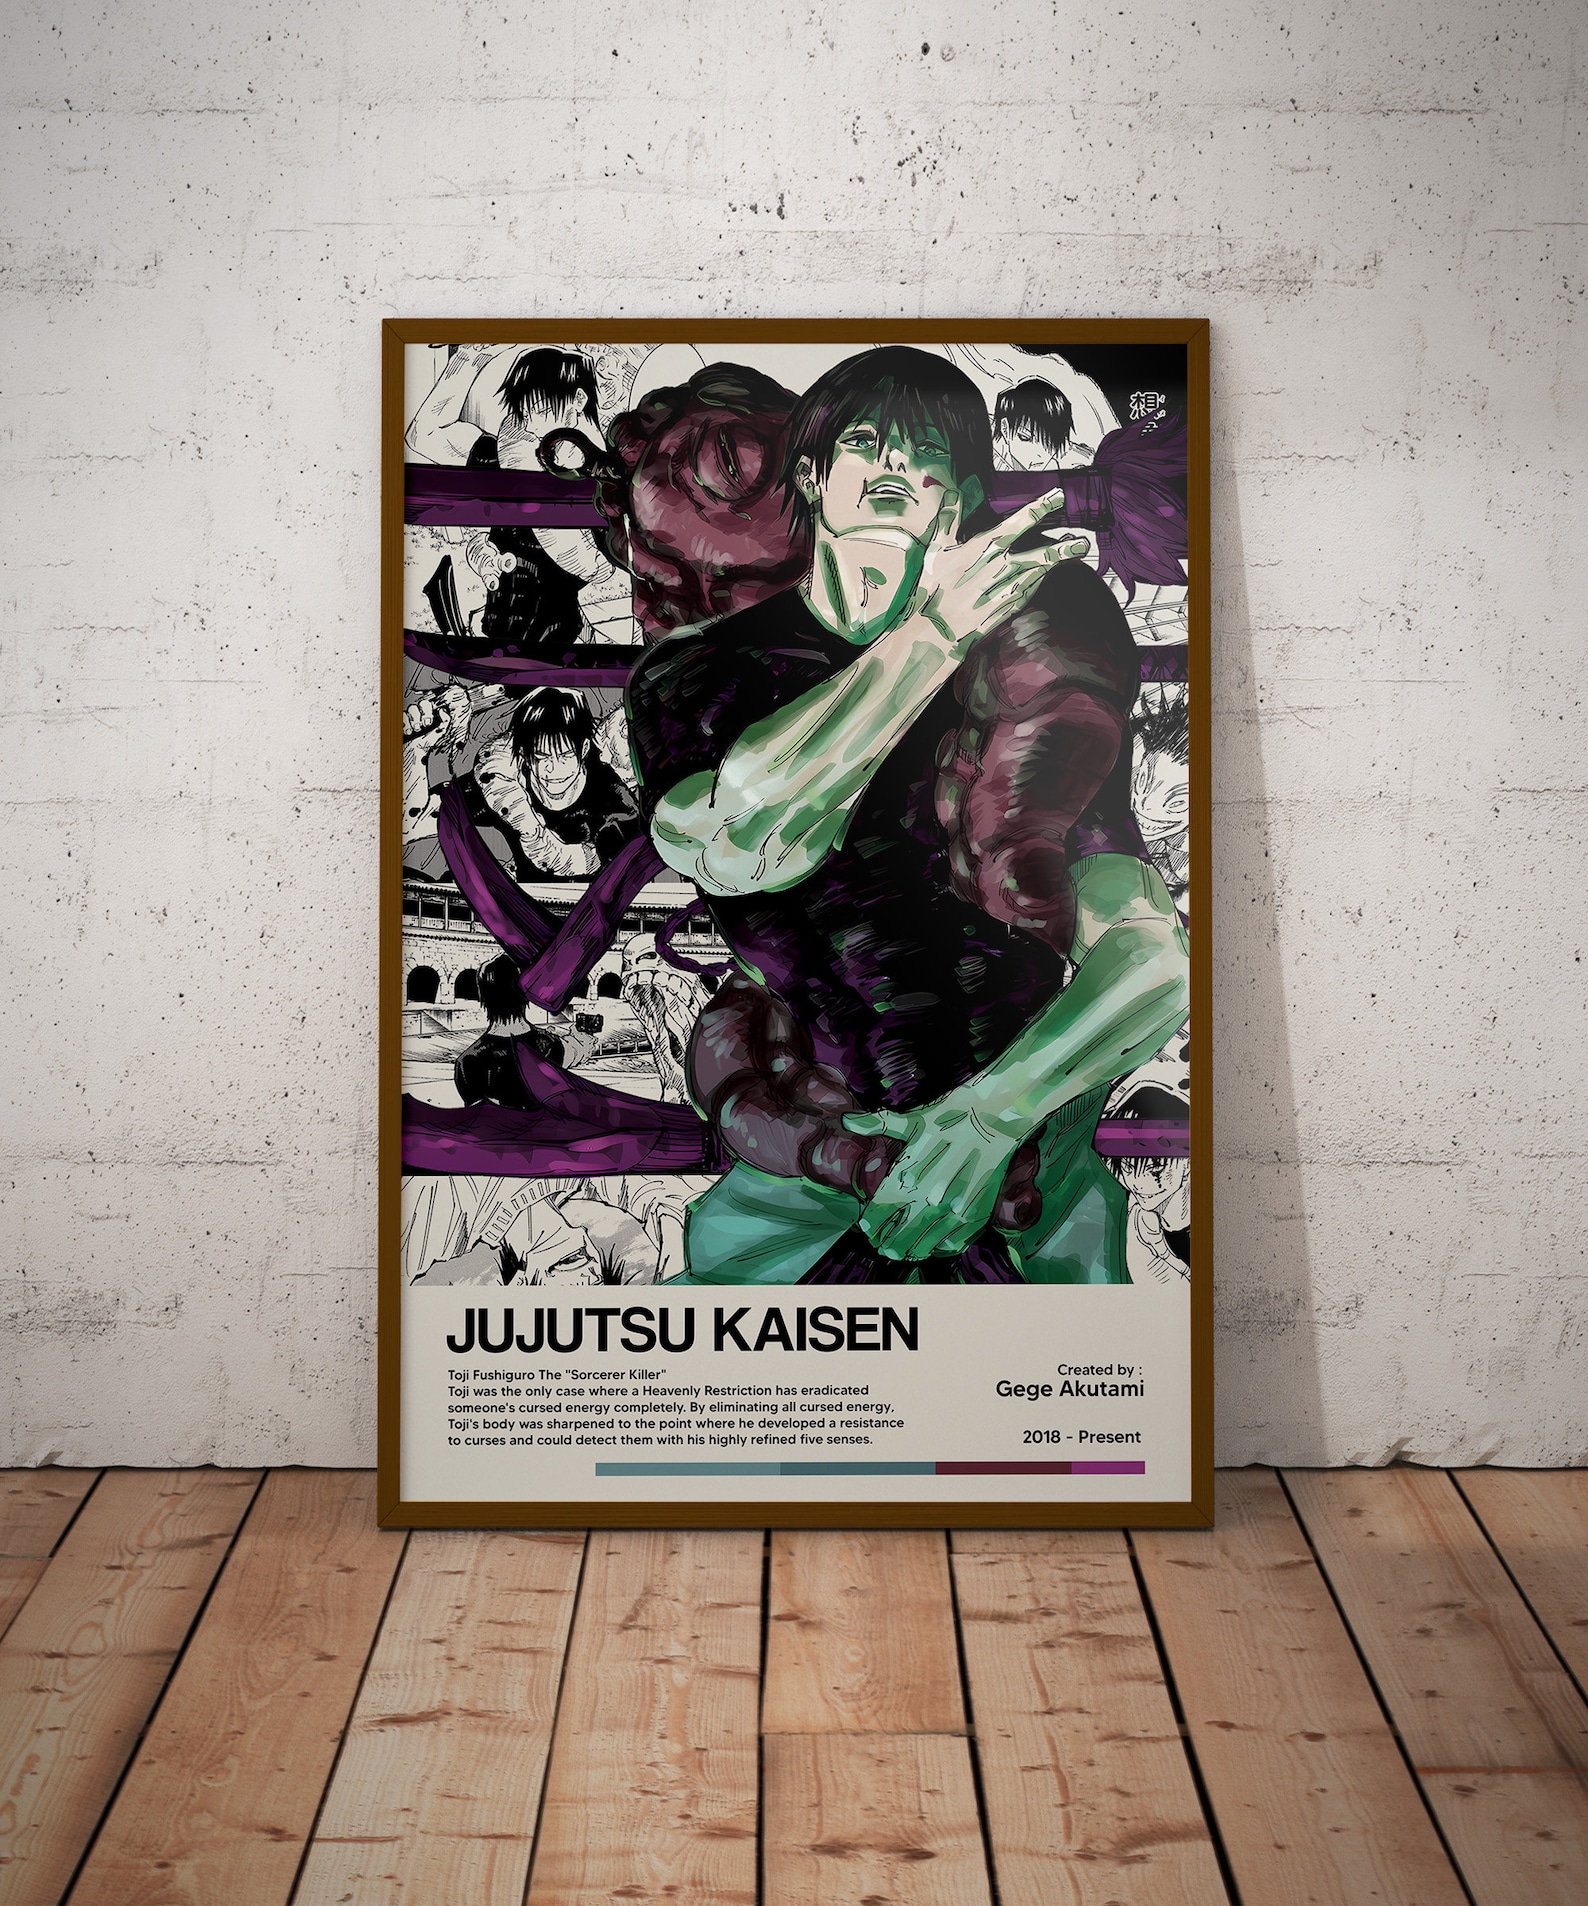 相
JUJUTSU KAISEN
Toji Fushiguro The "Sorcerer Killer"
Toji was the only case where a Heavenly Restriction has eradicated
someone's cursed energy completely. By eliminating all cursed energy,
Toji's body was sharpened to the point where he developed a resistance
to curses and could detect them with his highly refined five senses.
Created by :
Gege Akutami
2018 - Present